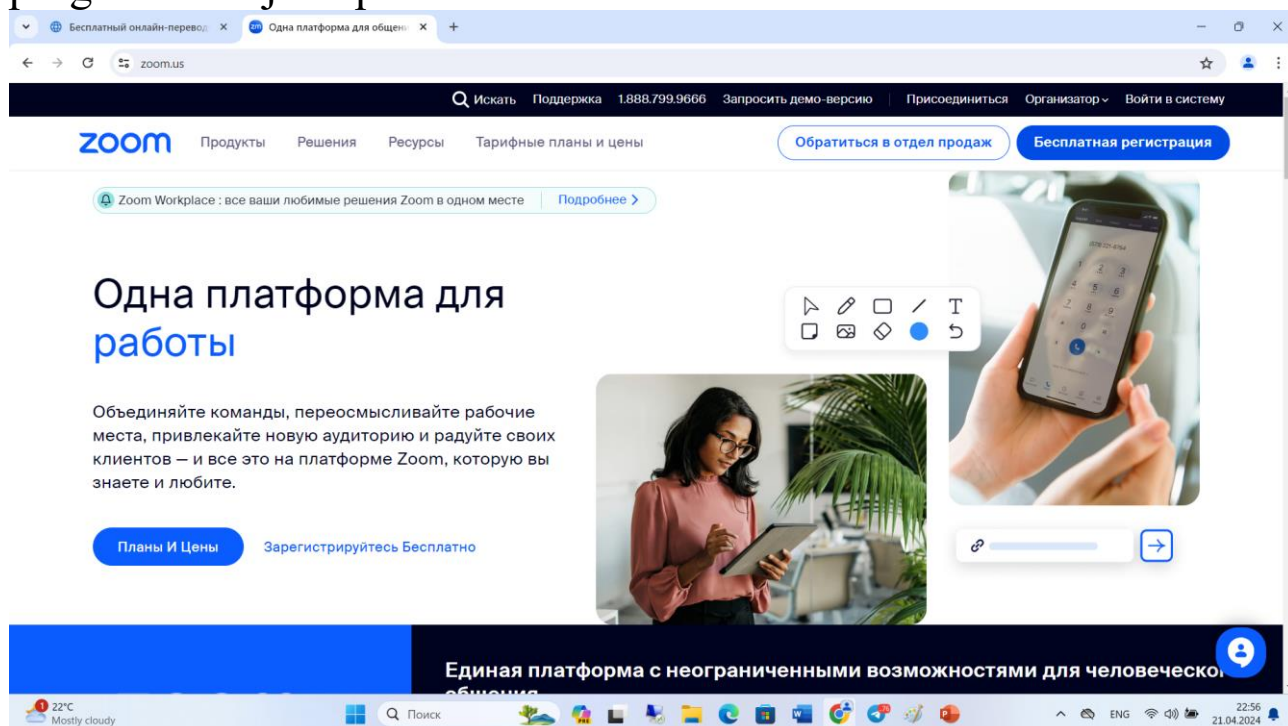 Бесплатный онлайн-перевод
Одна платформа для общени
zoom.us
Искать Поддержка 1.888.799.9666 Запросить демо-версию Присоединиться Организатор Войти в систему
zoom Продукты Решения Ресурсы Тарифные планы и цены Обратиться в отдел продаж Бесплатная регистрация
Zoom Workplace : все ваши любимые решения Zoom в одном месте Подробнее
Одна платформа для
работы
Объединяйте команды, переосмысливайте рабочие
места, привлекайте новую аудиторию и радуйте своих
клиентов – и все это на платформе Zoom, которую вы
знаете и любите.
Планы И Цены Зарегистрируйтесь Бесплатно
T
Единая платформа с неограниченными возможностями для человеческо
общения
1
22°C
Mostly cloudy
Поиск
ENG
22:56
21.04.2024